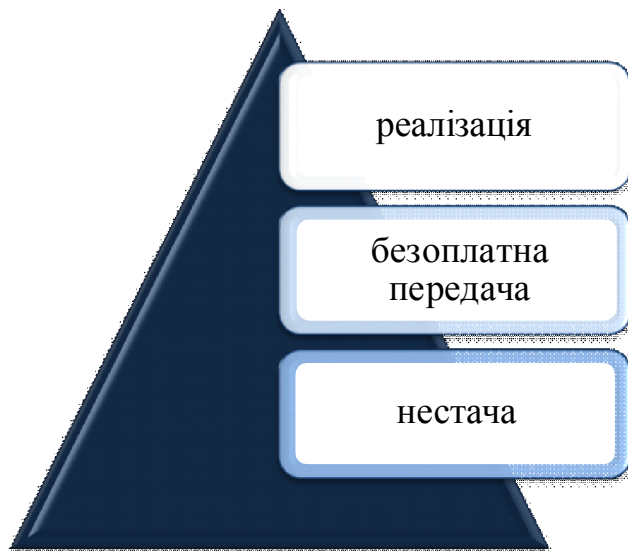 реалізація
безоплатна
передача
нестача